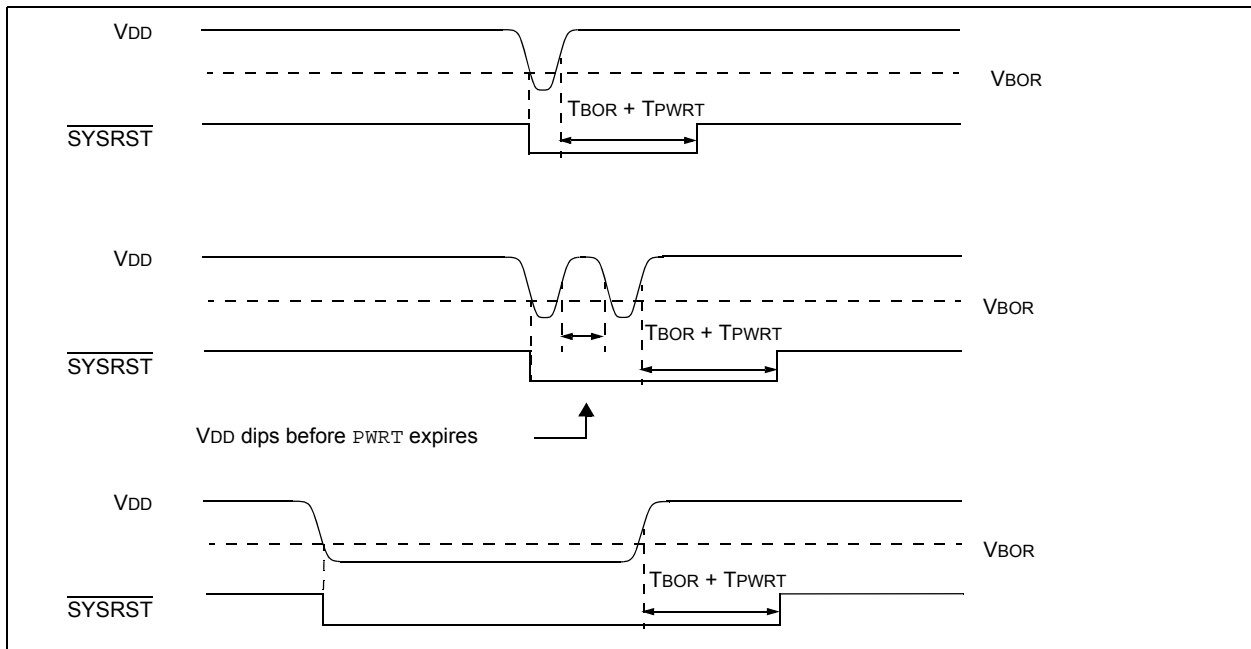 VDD
VBOR
TBOR + TPWRT
SYSRST
VDD
VBOR
TBOR + TPWRT
SYSRST
VDD dips before PWRT expires
VDD
VBOR
TBOR + TPWRT
SYSRST